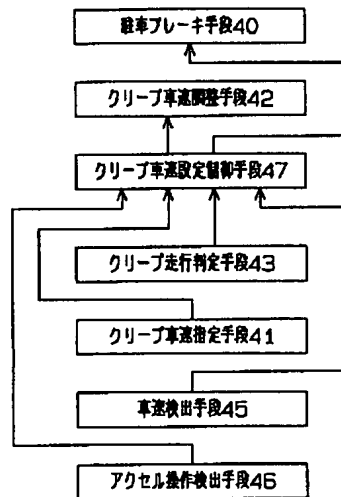 駐車ブレーキ手段40
クリープ車速調整手段42
クリープ車速設定制御手段47
クリープ走行判定手段43
クリープ車速指定手段41
車速検出手段45
アクセル操作検出手段46